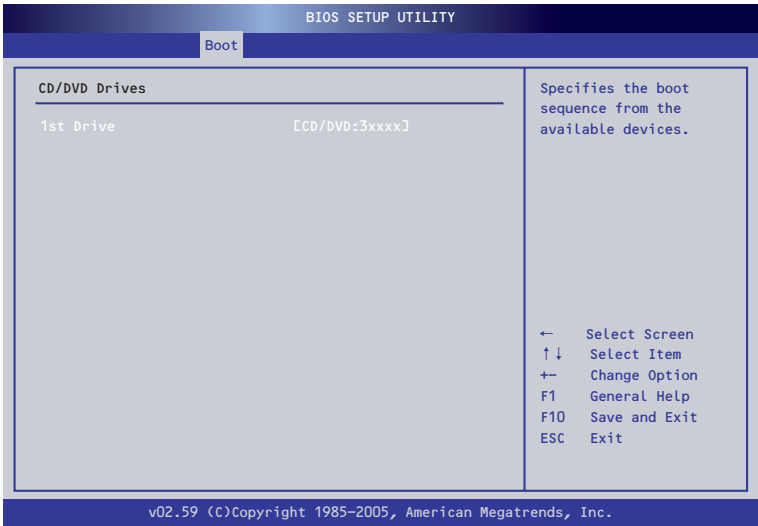 BIOS SETUP UTILITY
Boot
CD/DVD Drives
1st Drive [CD/DVD:3xxxx]
Specifies the boot
sequence from the
available devices.
← Select Screen
↑↓ Select Item
+- Change Option
F1 General Help
F10 Save and Exit
ESC Exit
v02.59 (C)Copyright 1985-2005, American Megatrends, Inc.